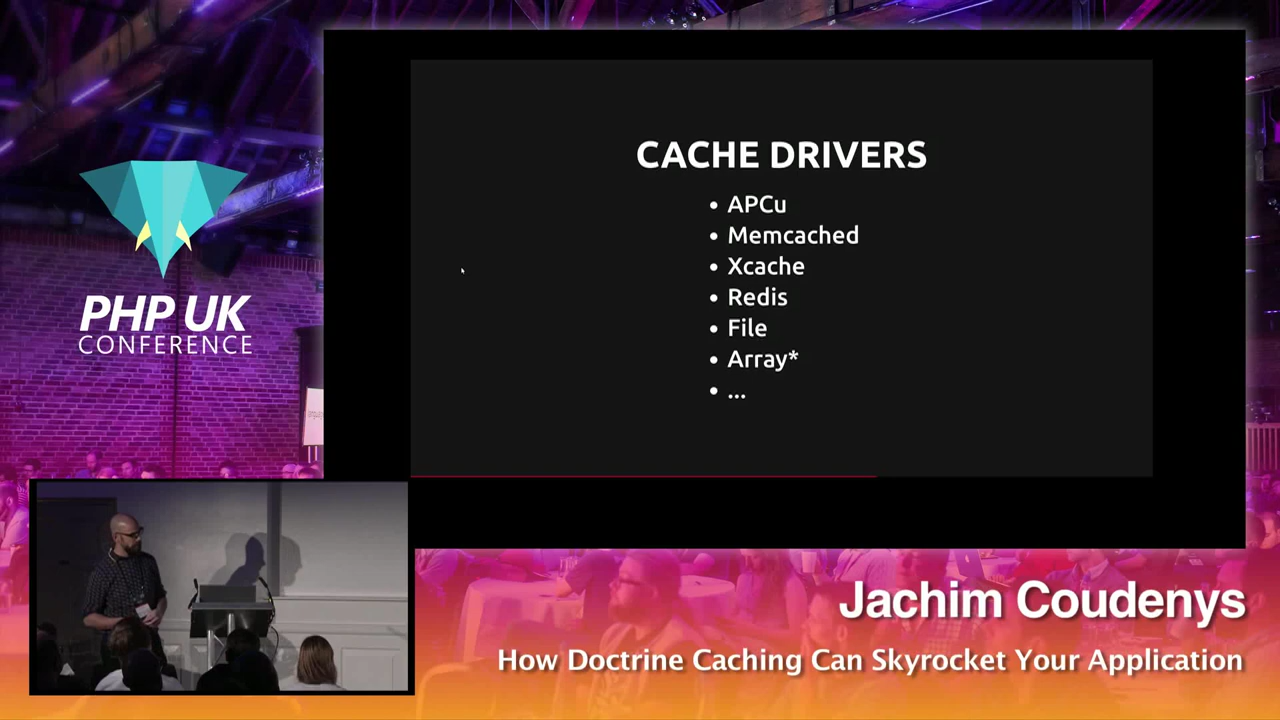 CACHE DRIVERS
• APCu
• Memcached
• Xcache
• Redis
• File
• Array*
• ...
PHP UK
CONFERENCE
Jachim Coudenys
How Doctrine Caching Can Skyrocket Your Application